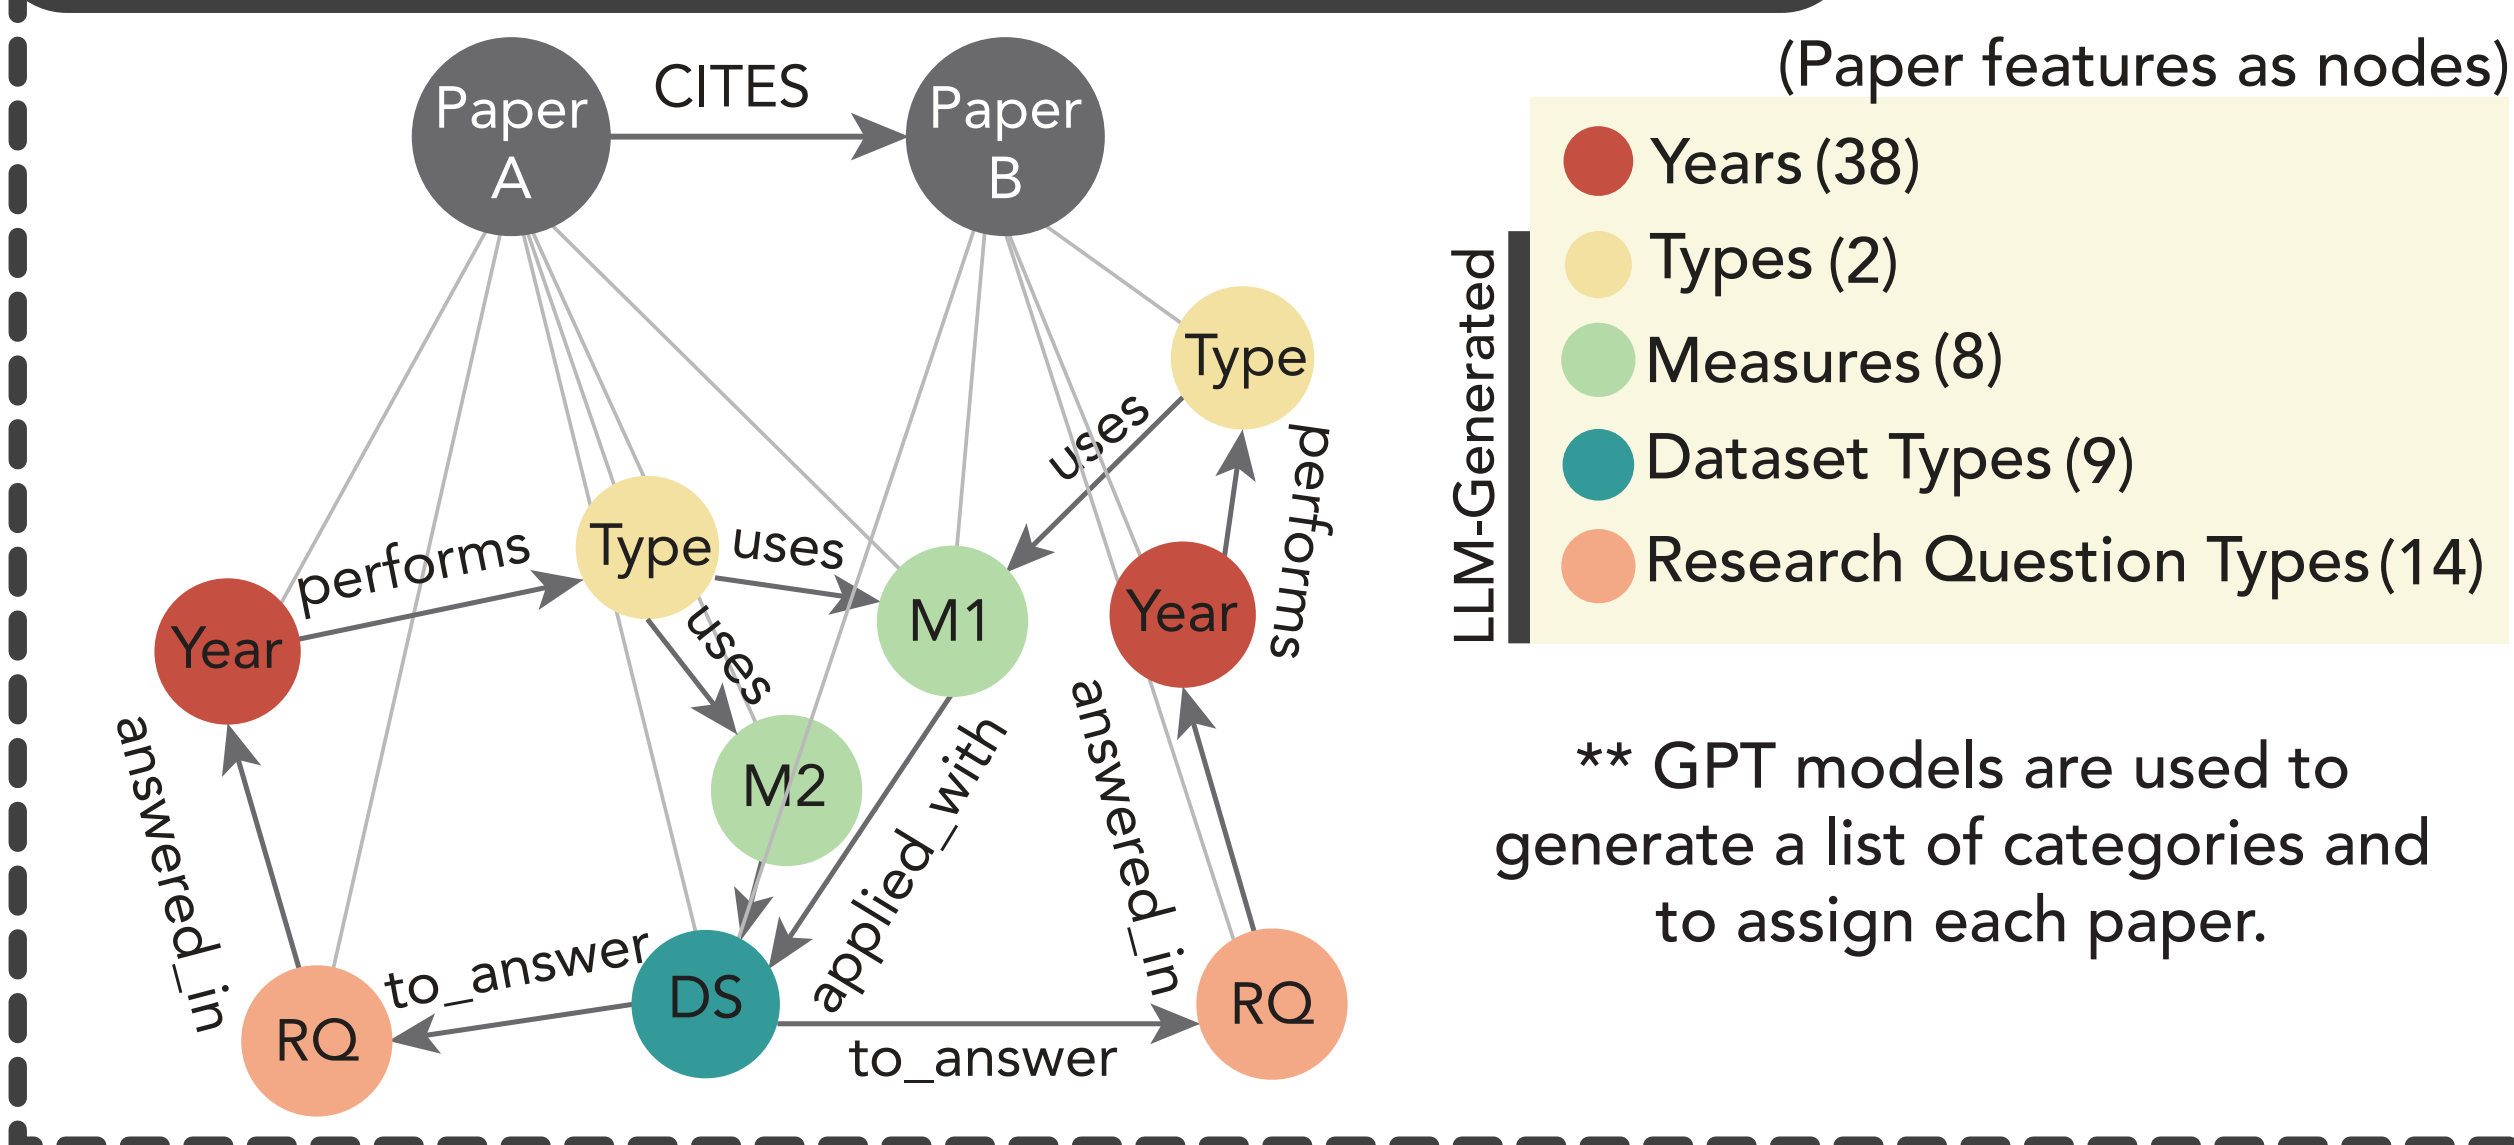 (Paper features as nodes)
CITES
Paper
A
Paper
B
Years (38)
Types (2)
Measures (8)
Dataset Types (9)
Research Question Types (14)
LLM-Generated
Type
uses
performs
performs
Type
uses
uses
Year
M1
Year
M2
answered_in
applied_with
answered_in
to_answer
DS
RQ
RQ
to_answer
** GPT models are used to
generate a list of categories and
to assign each paper.